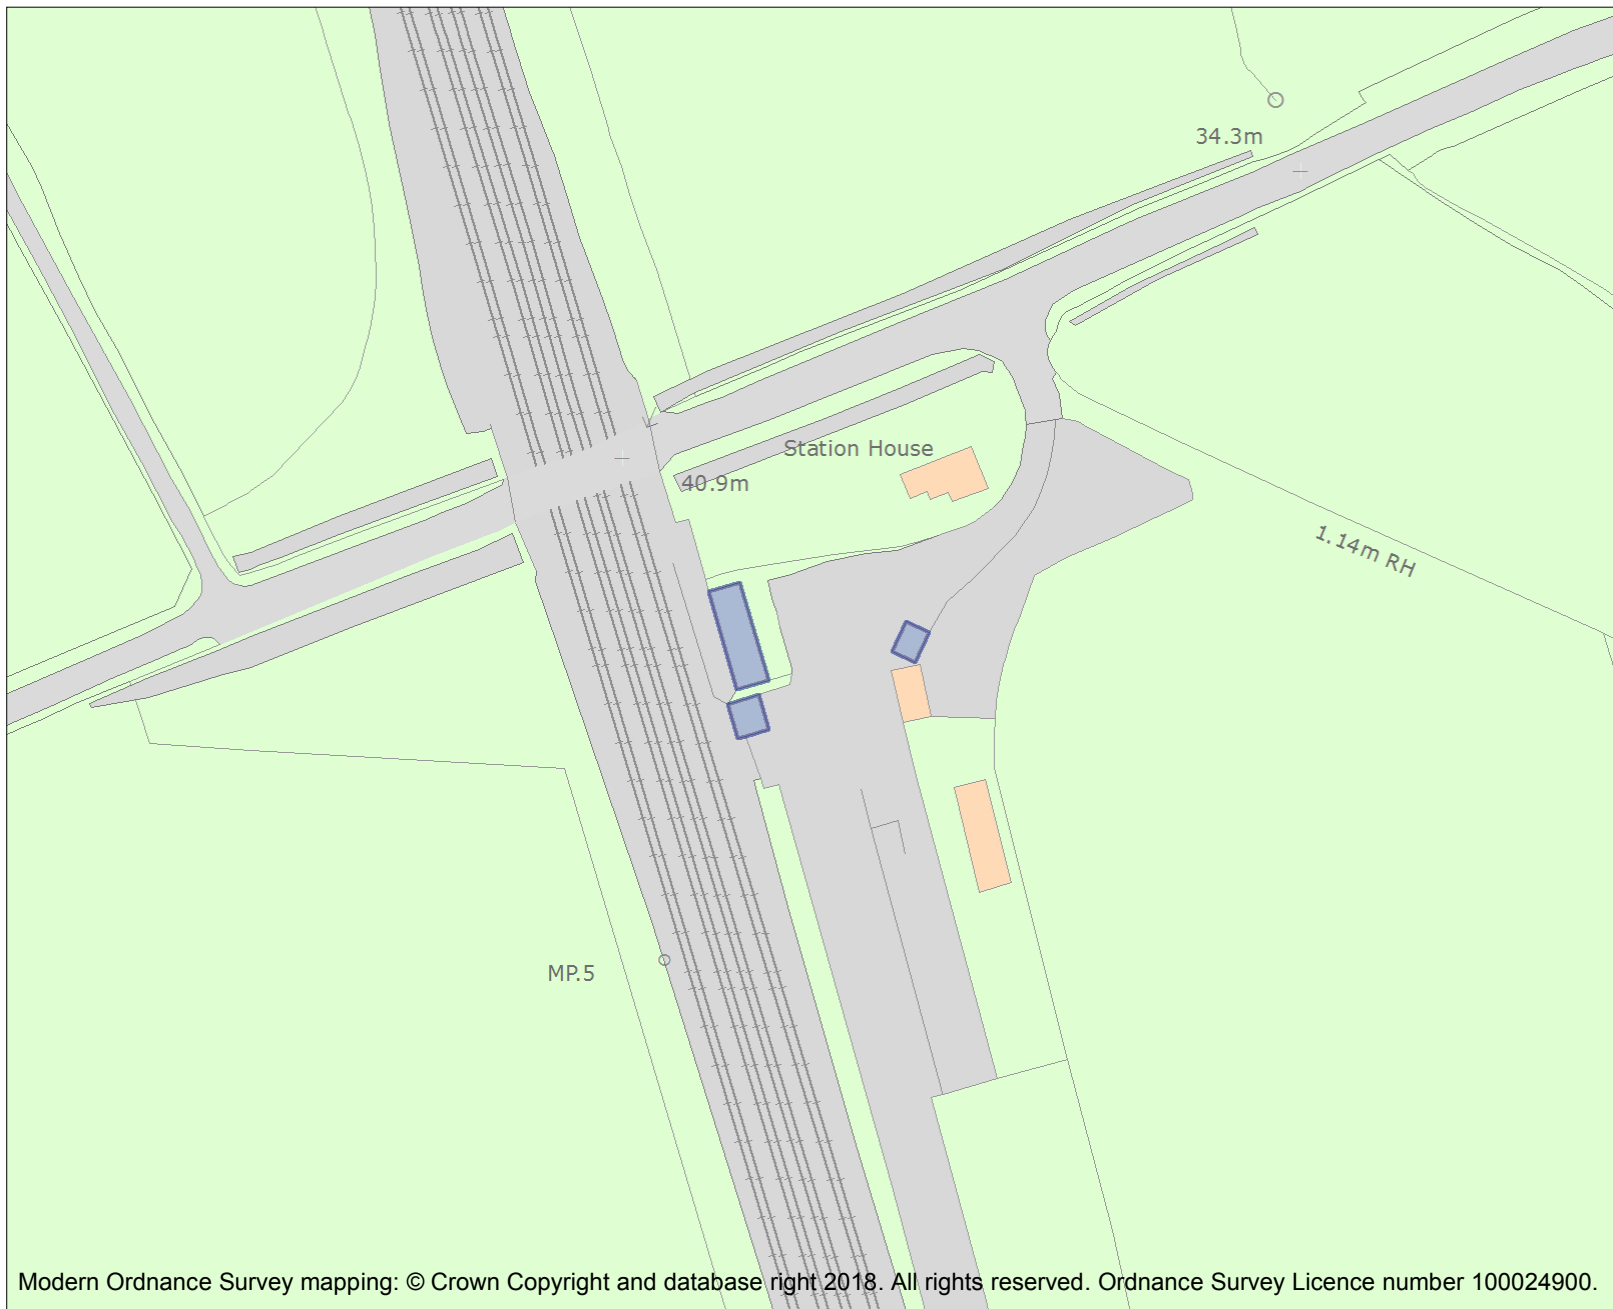 34.3m
Station House
40.9m
1.14m RH
MP.5
Modern Ordnance Survey mapping: © Crown Copyright and database right 2018. All rights reserved. Ordnance Survey Licence number 100024900.